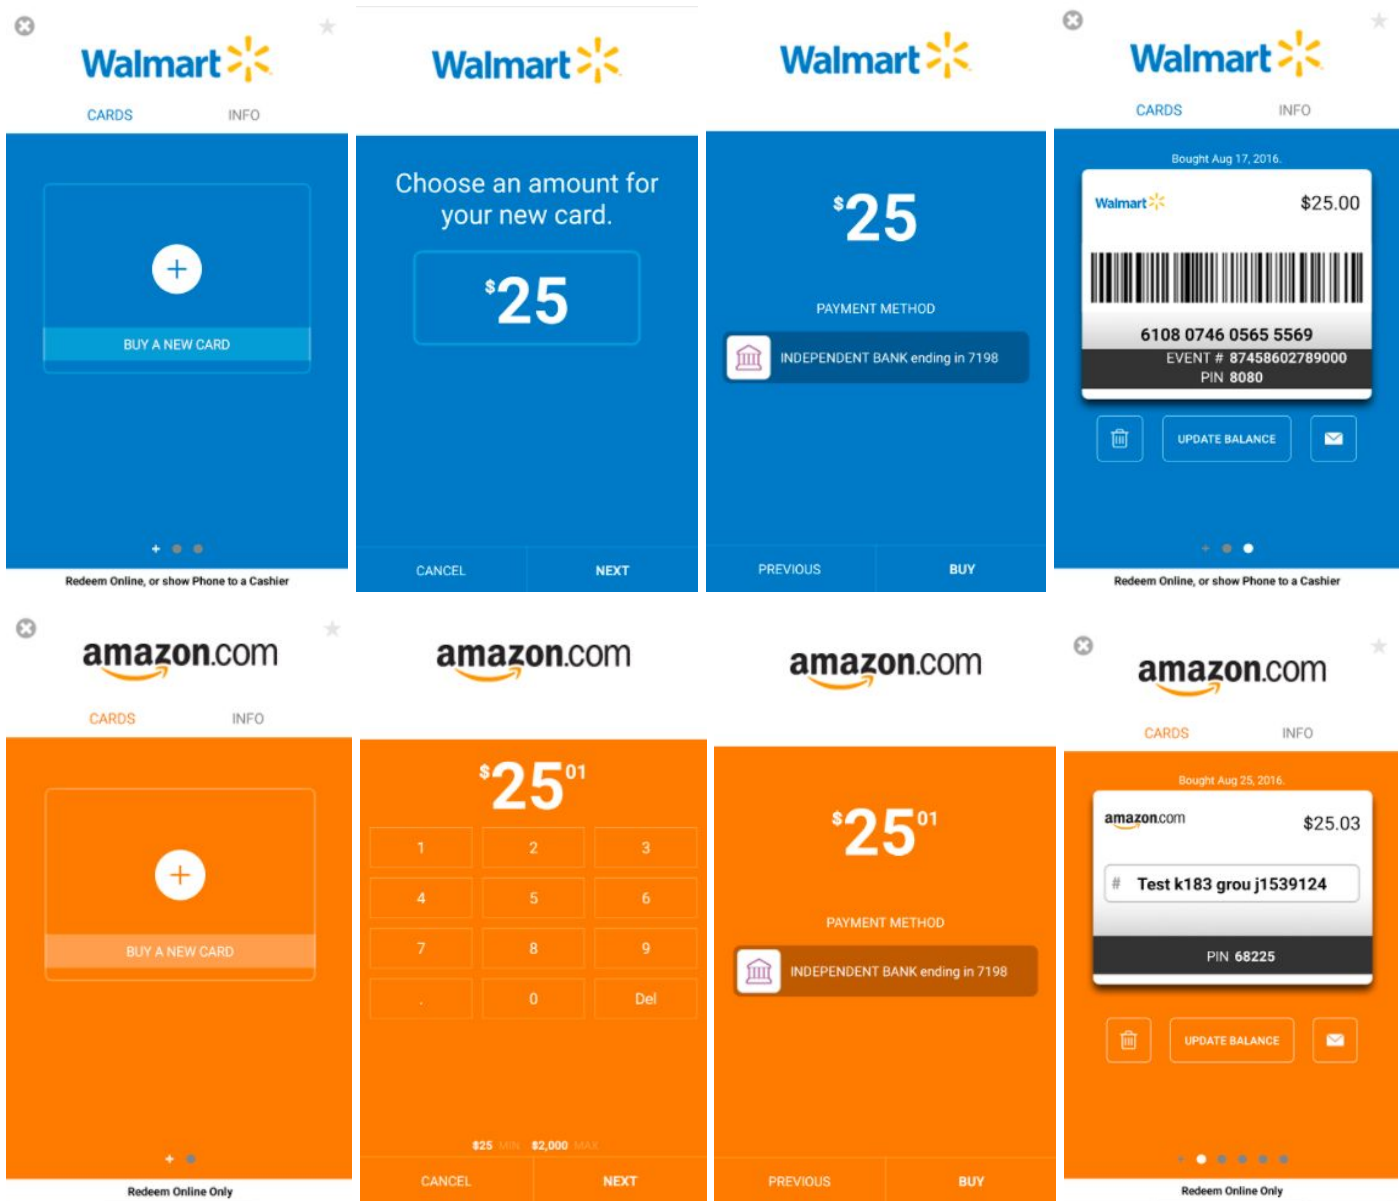 Walmart
CARDS INFO
BUY A NEW CARD
Redeem Online, or show Phone to a Cashier
Walmart
Choose an amount for
your new card.
$25
CANCEL NEXT
Walmart
$25
PAYMENT METHOD
INDEPENDENT BANK ending in 7198
PREVIOUS BUY
Walmart
CARDS INFO
Bought Aug 17, 2016.
Walmart $25.00
6108 0746 0565 5569
EVENT # 87458602789000
PIN 8080
UPDATE BALANCE
Redeem Online, or show Phone to a Cashier
amazon.com
CARDS INFO
BUY A NEW CARD
Redeem Online Only
amazon.com
$25 01
1 2 3
4 5 6
7 8 9
. 0 Del
$25 MIN $2,000 MAX
CANCEL NEXT
amazon.com
$25 01
PAYMENT METHOD
INDEPENDENT BANK ending in 7198
PREVIOUS BUY
amazon.com
CARDS INFO
Bought Aug 25, 2016.
amazon.com $25.03
# Test k183 grou j1539124
PIN 68225
UPDATE BALANCE
Redeem Online Only